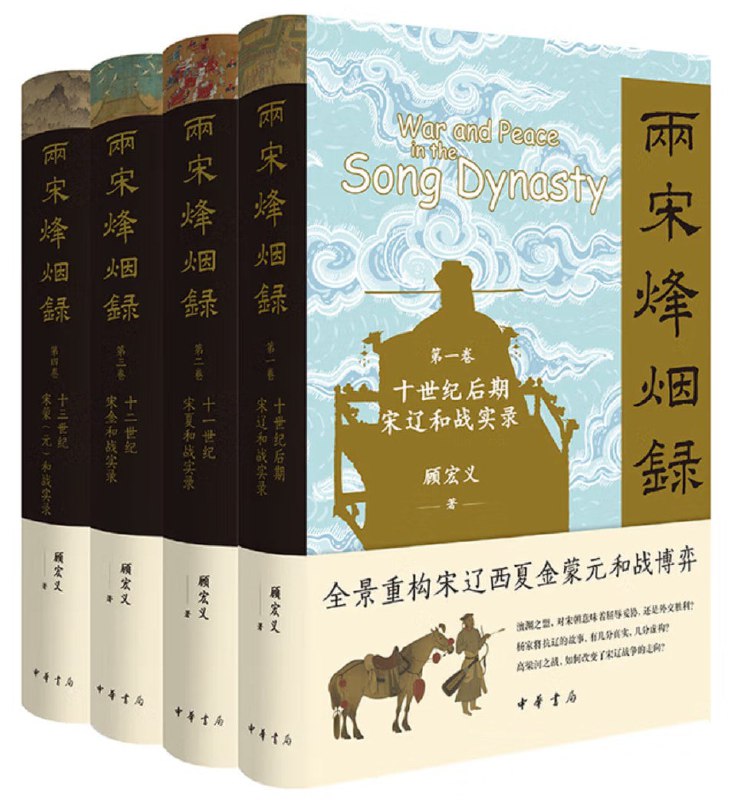 兩宋烽烟録
第四卷
十三世纪
宋蒙（元）和战实录
顾宏义
著
中華書局
兩宋烽烟録
第三卷
十二世纪
宋金和战实录
顾宏义
著
中華書局
兩宋烽烟録
第二卷
十一世纪
宋夏和战实录
顾宏义
著
中華書局
兩宋烽烟録
第一卷
十世纪后期
宋辽和战实录
顾宏义
著
中華書局
War and Peace
in the
Song Dynasty
兩宋烽烟録
第一卷
十世纪后期
宋辽和战实录
顾宏义
著
全景重构宋辽西夏金蒙元和战博弈
澶渊之盟，对宋朝意味着屈辱妥协，还是外交胜利？
杨家将抗辽的故事，有几分真实，几分虚构？
高梁河之战，如何改变了宋辽战争的走向？
中華書局